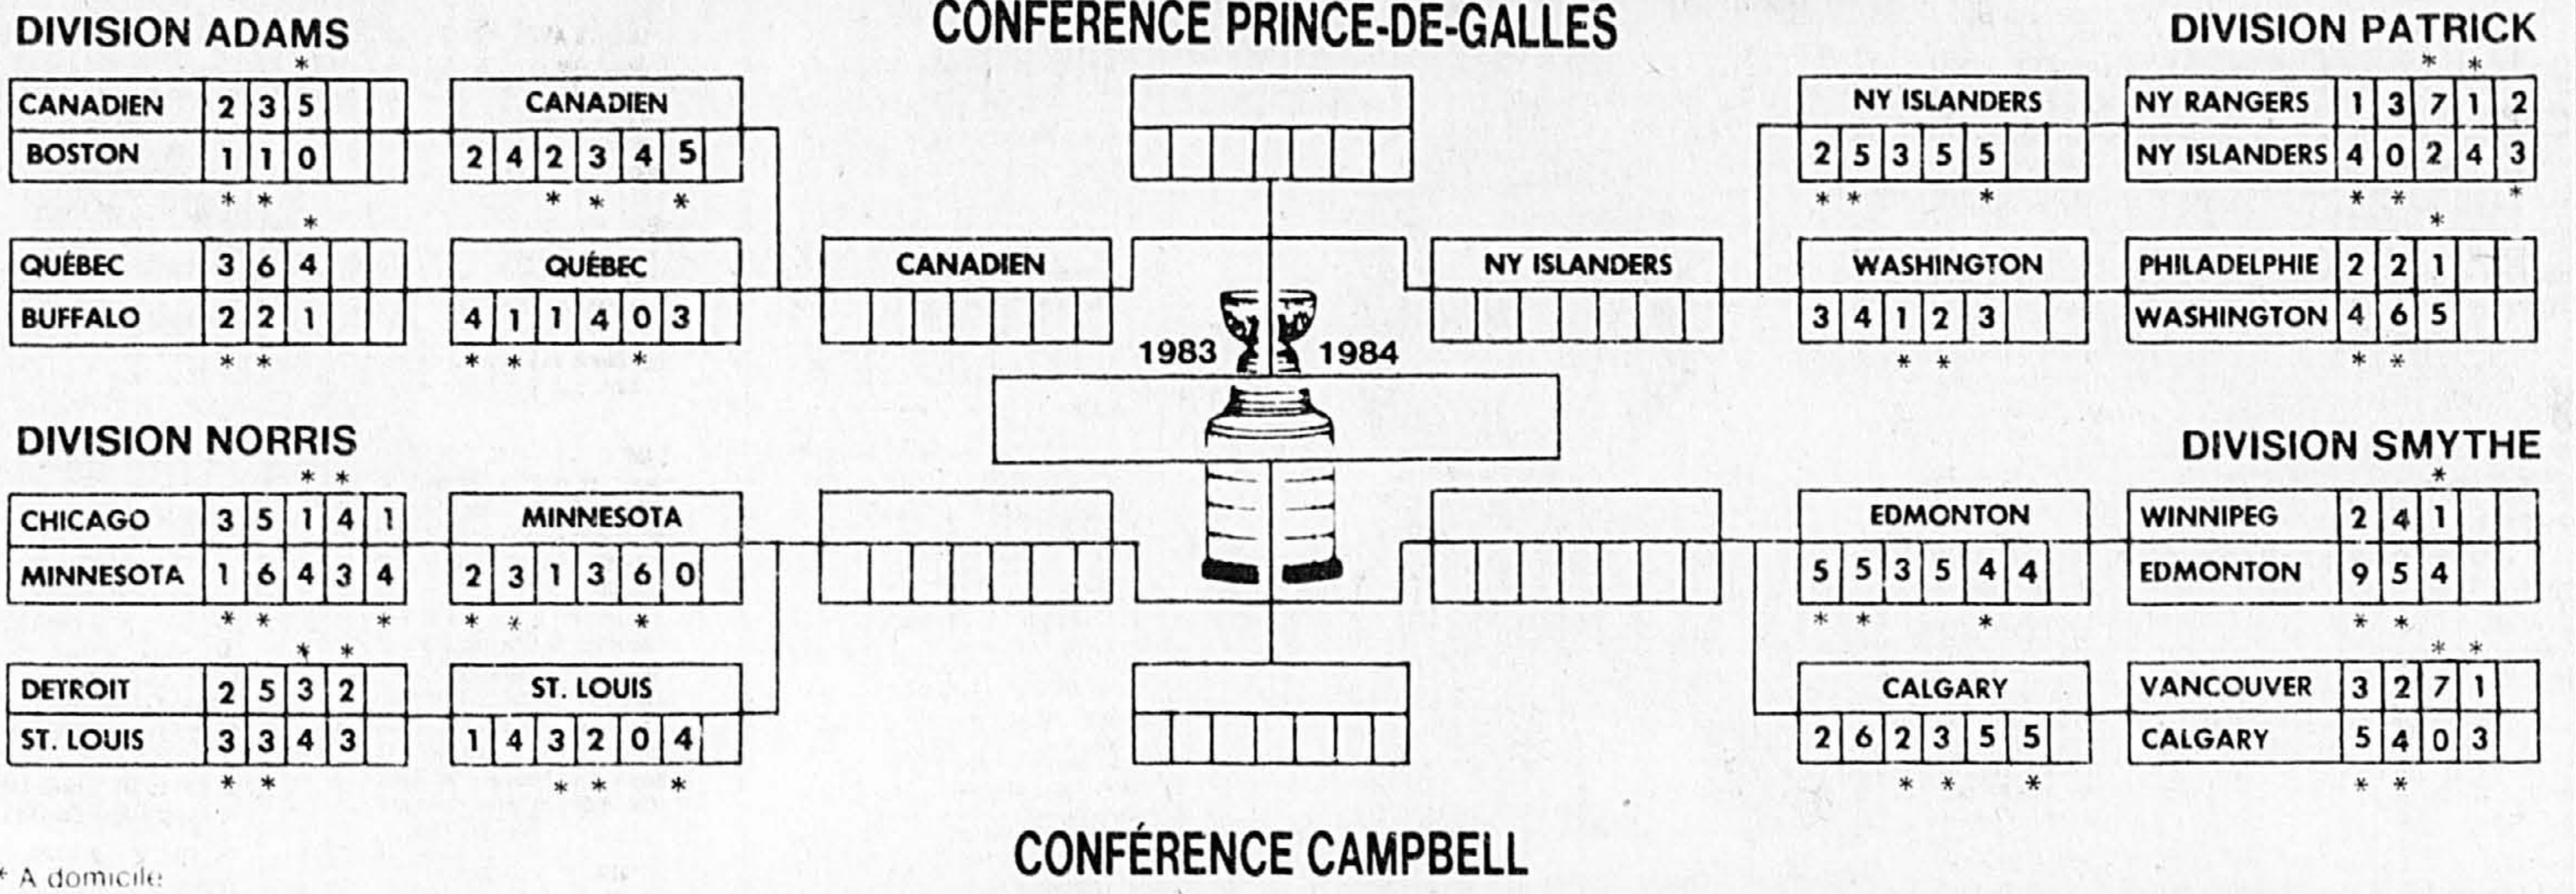 CONFÉRENCE PRINCE-DE-GALLES
DIVISION ADAMS
*
CANADIEN 2 3 5
BOSTON 1 1 0
* *
*
QUÉBEC 3 6 4
BUFFALO 2 2 1
* *
CANADIEN
2 4 2 3 4 5
* * *
QUÉBEC
4 1 1 4 0 3
* * *
CANADIEN
DIVISION PATRICK
* *
NY RANGERS 1 3 7 1 2
NY ISLANDERS 4 0 2 4 3
* * *
*
PHILADELPHIE 2 2 1
WASHINGTON 4 6 5
* *
NY ISLANDERS
2 5 3 5 5
* * *
WASHINGTON
3 4 1 2 3
* *
NY ISLANDERS
1983 1984
DIVISION NORRIS
* *
CHICAGO 3 5 1 4 1
MINNESOTA 1 6 4 3 4
* * *
* *
DETROIT 2 5 3 2
ST. LOUIS 3 3 4 3
* *
MINNESOTA
2 3 1 3 6 0
* * *
ST. LOUIS
1 4 3 2 0 4
* * *
DIVISION SMYTHE
*
WINNIPEG 2 4 1
EDMONTON 9 5 4
* *
* *
VANCOUVER 3 2 7 1
CALGARY 5 4 0 3
* *
EDMONTON
5 5 3 5 4 4
* * *
CALGARY
2 6 2 3 5 5
* * *
CONFÉRENCE CAMPBELL
* A domicile